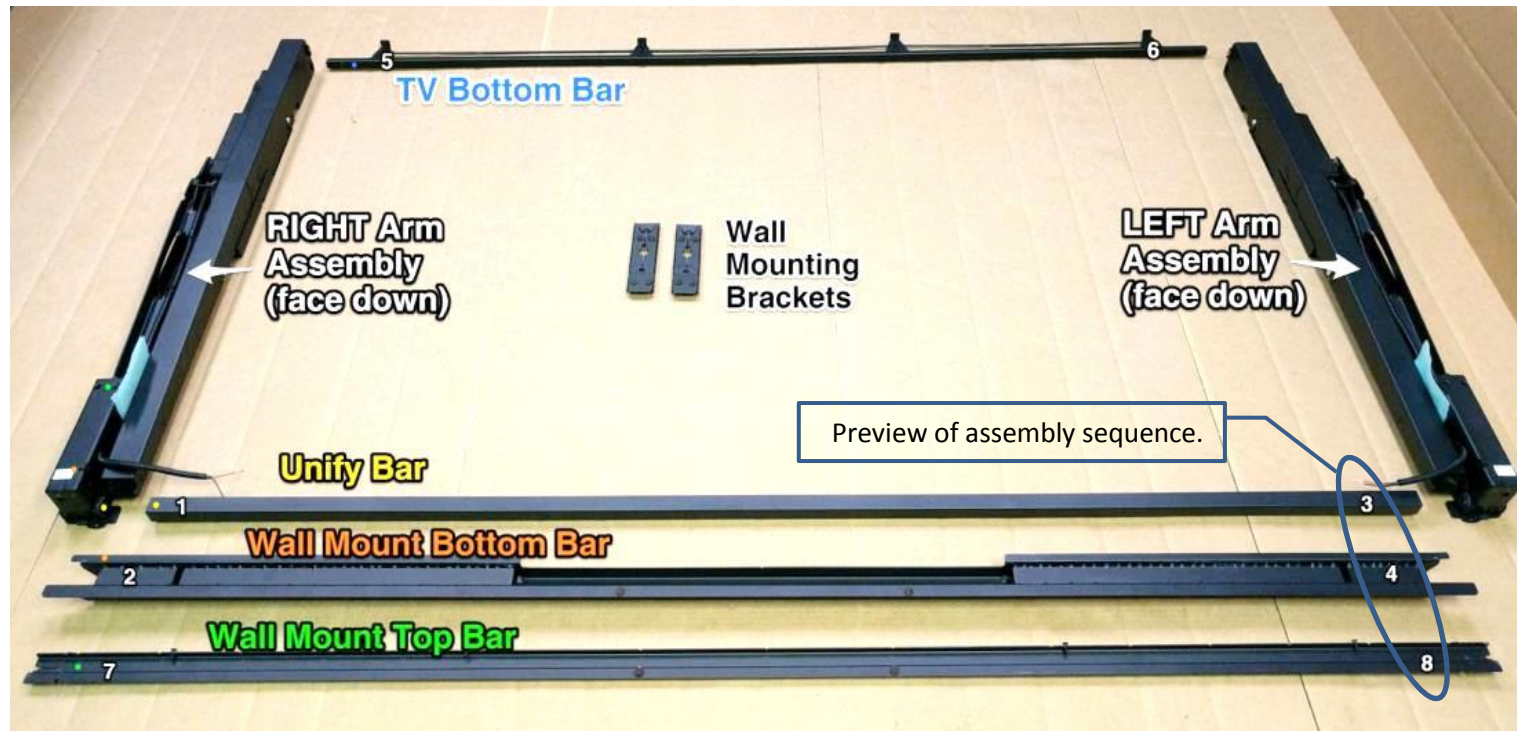 5
6
TV Bottom Bar
RIGHT Arm
Assembly
(face down)
Wall
Mounting
Brackets
LEFT Arm
Assembly
(face down)
Preview of assembly sequence.
Unify Bar
1
3
Wall Mount Bottom Bar
2
4
Wall Mount Top Bar
7
8